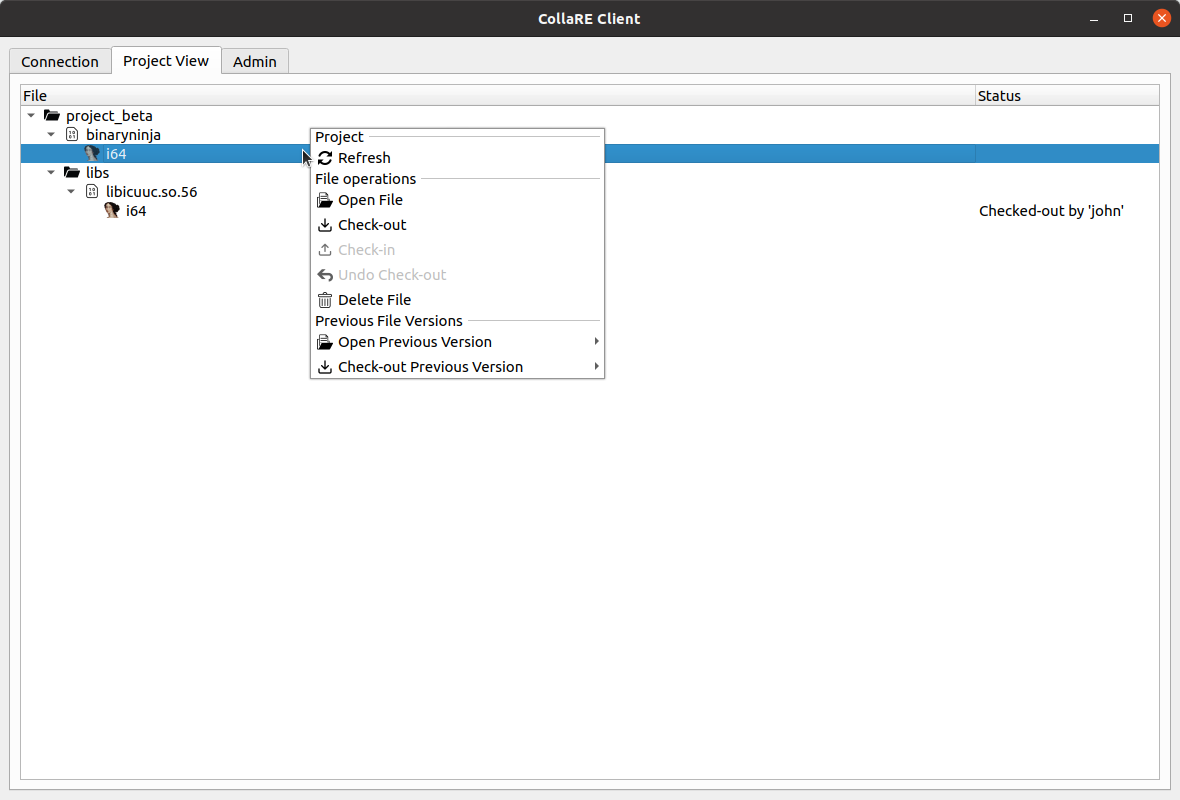 CollaRE Client
Connection
Project View
Admin
File
Status
project_beta
binaryninja
i64
libs
libicuuc.so.56
i64
Checked-out by 'john'
Project
Refresh
File operations
Open File
Check-out
Check-in
Undo Check-out
Delete File
Previous File Versions
Open Previous Version
Check-out Previous Version